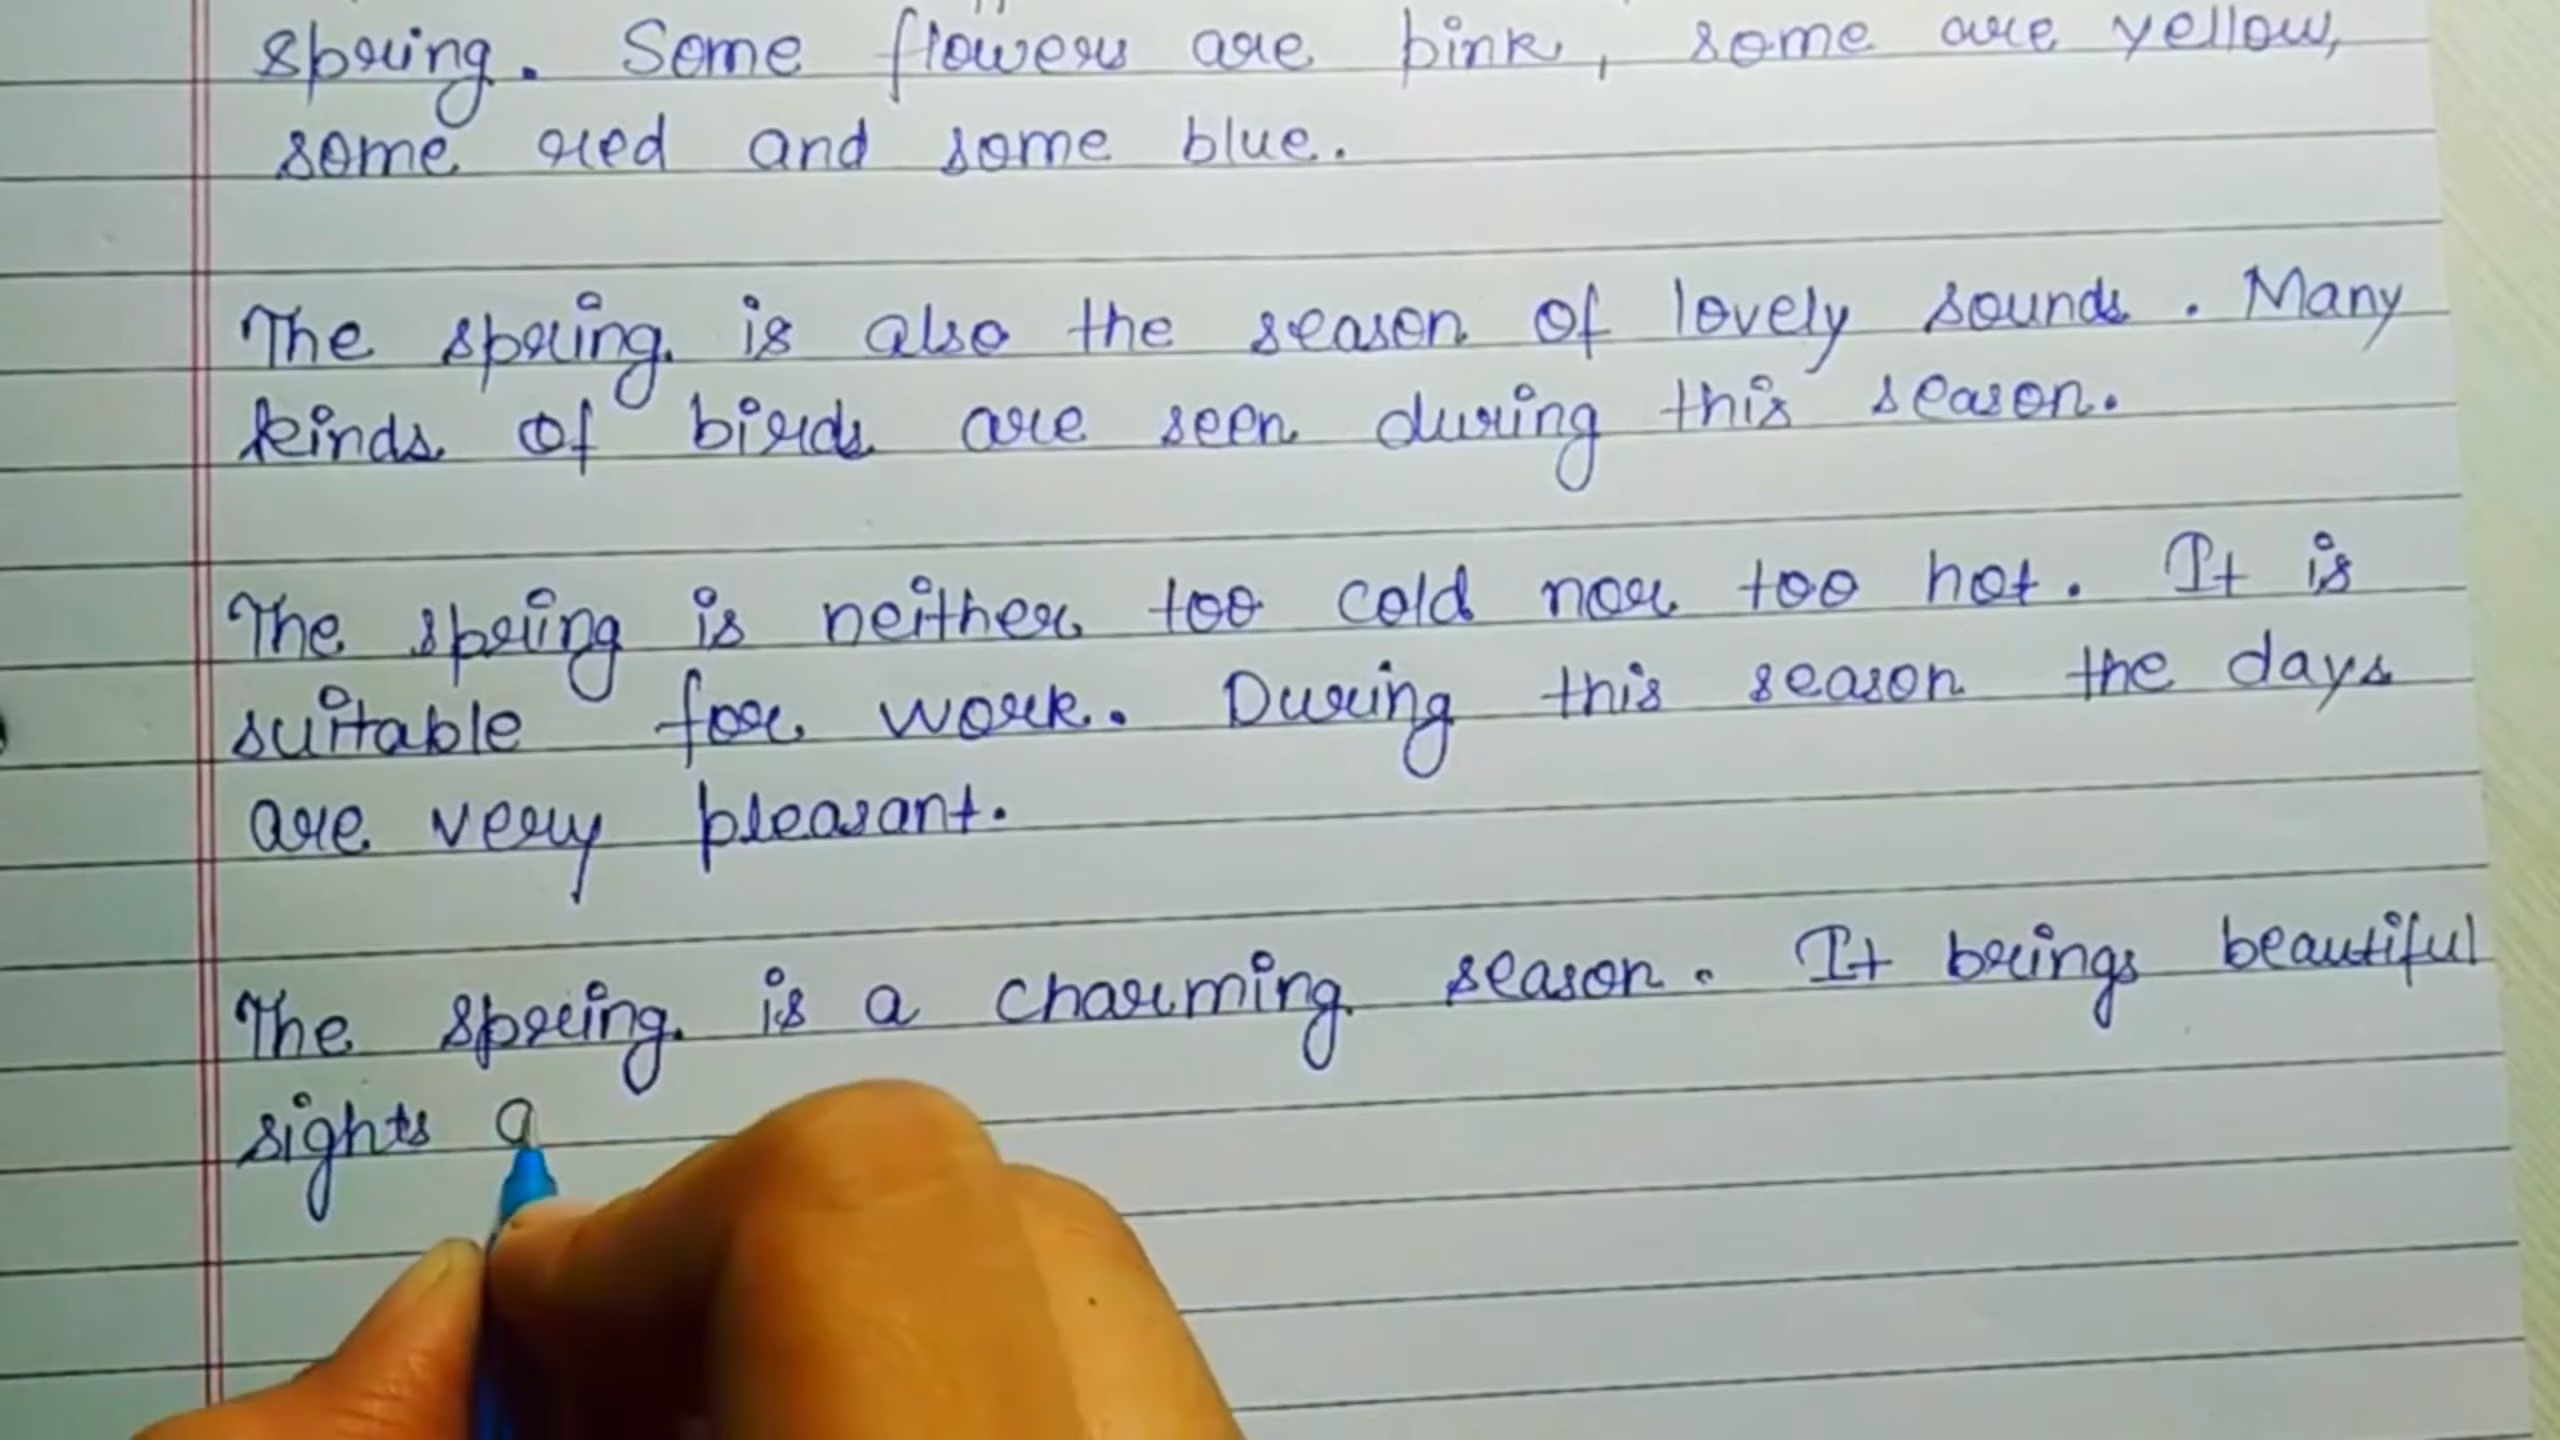 spring. Some flowers are pink, some are yellow,
some red and some blue.
The spring is also the season of lovely sounds. Many
kinds of birds are seen during this season.
The spring is neither too cold nor too hot. It is
suitable for work. During this season the days
are very pleasant.
The spring is a charming season. It brings beautiful
sights a